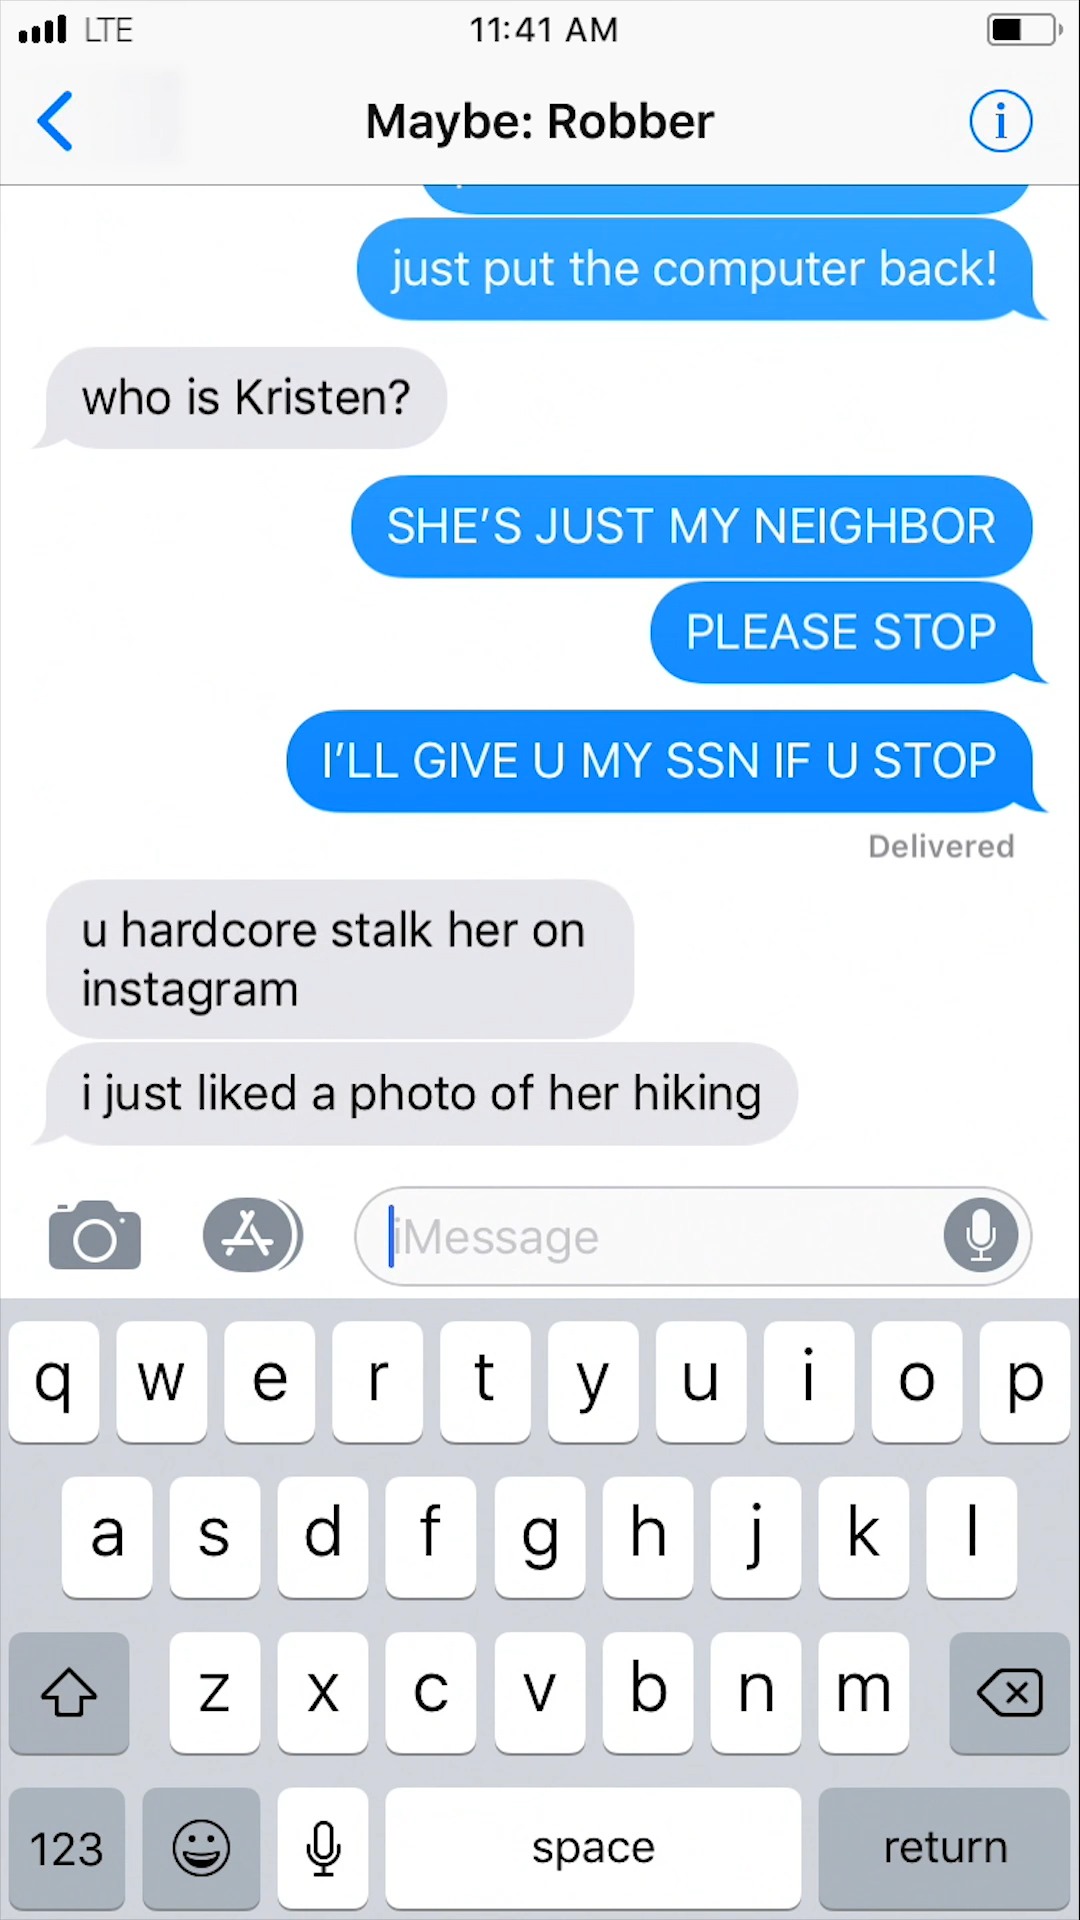 LTE 11:41 AM
Maybe: Robber
just put the computer back!
who is Kristen?
SHE'S JUST MY NEIGHBOR
PLEASE STOP
I'LL GIVE U MY SSN IF U STOP
Delivered
u hardcore stalk her on
instagram
i just liked a photo of her hiking
iMessage
q w e r t y u i o p
a s d f g h j k l
z x c v b n m
123 space return